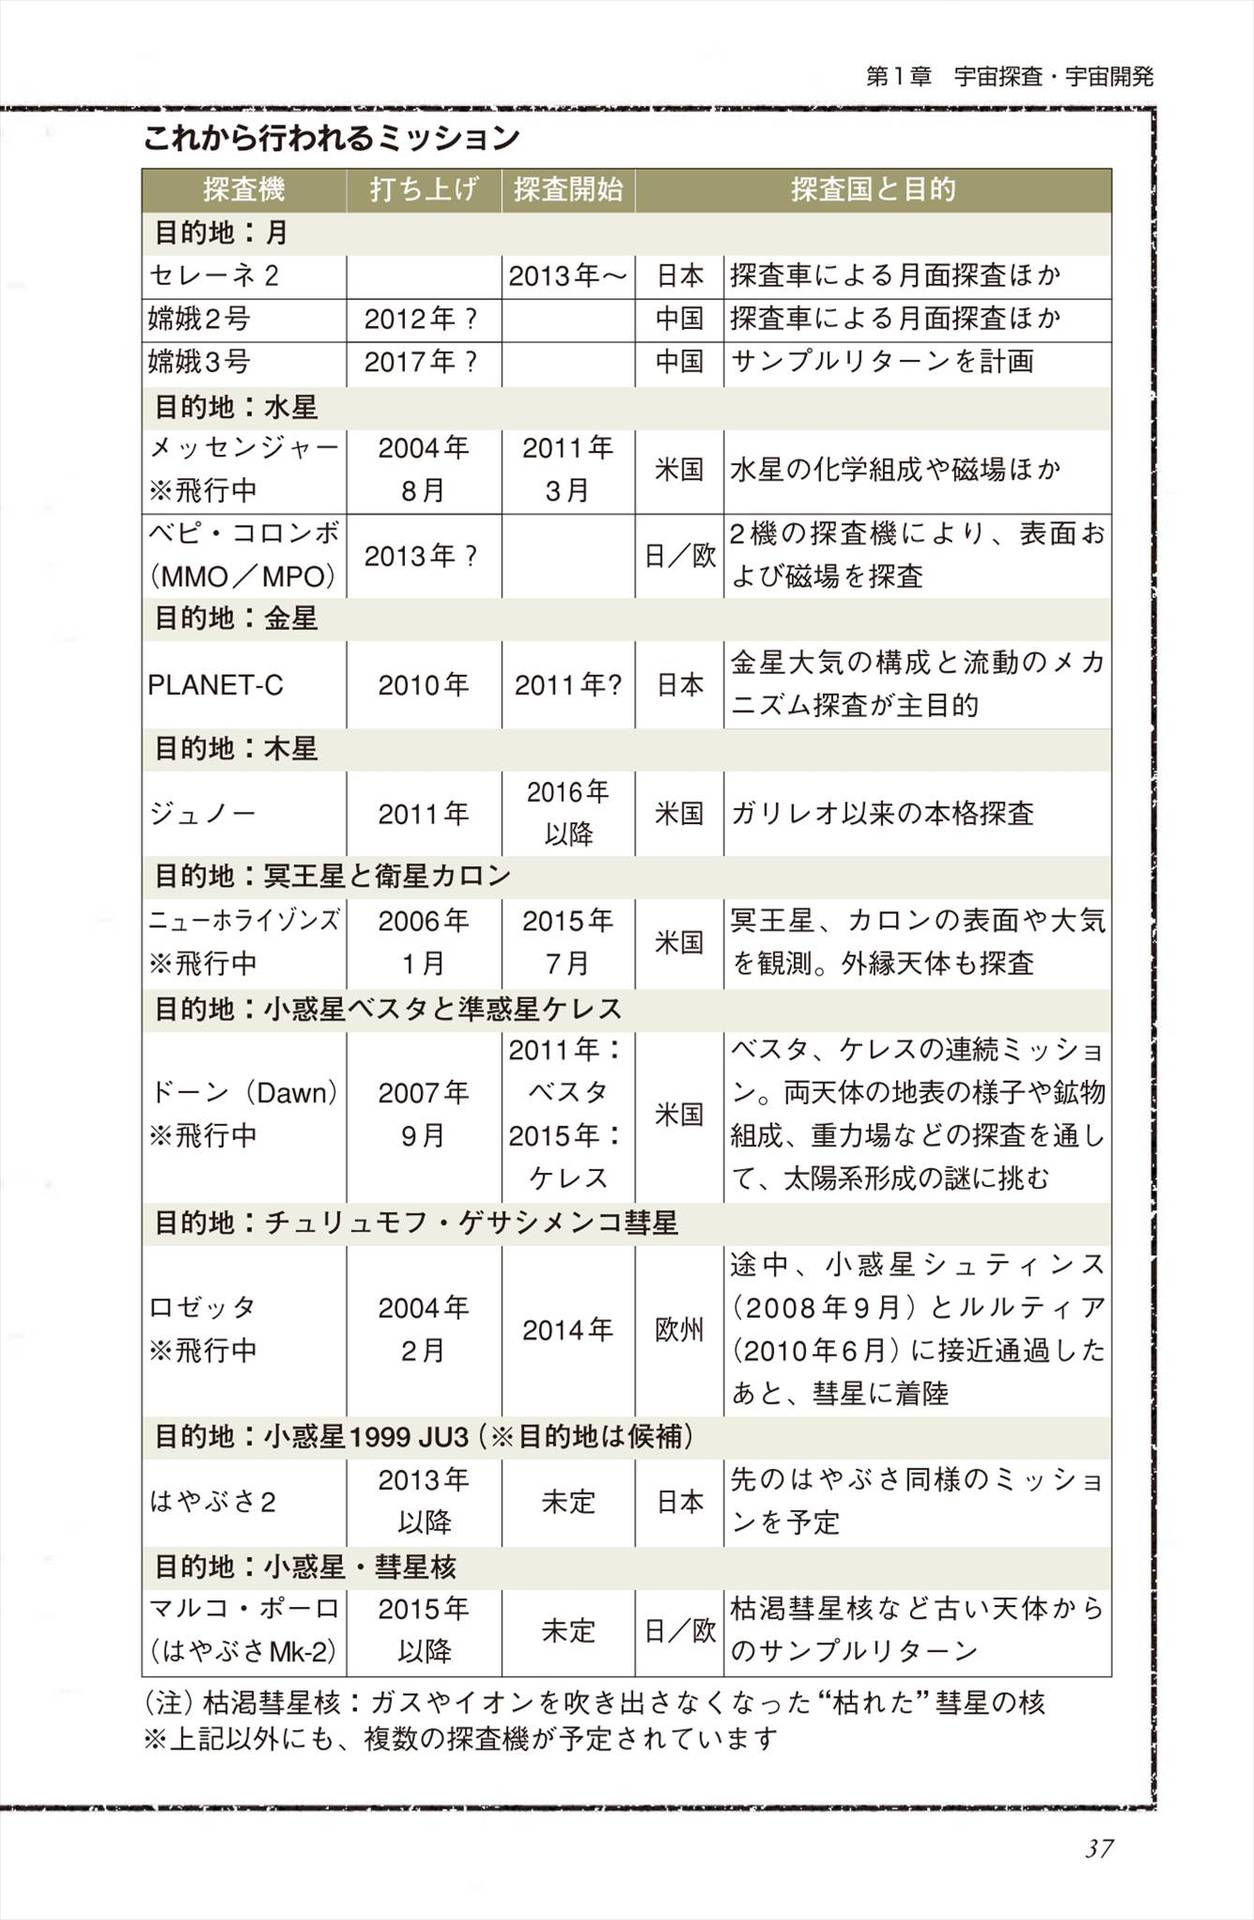 第1章　宇宙探査・宇宙開発
これから行われるミッション
探査機 打ち上げ 探査開始 探査国と目的
目的地：月
セレーネ2 2013年〜 日本 探査車による月面探査ほか
嫦娥2号 2012年？ 中国 探査車による月面探査ほか
嫦娥3号 2017年？ 中国 サンプルリターンを計画
目的地：水星
メッセンジャー
※飛行中
2004年
8月
2011年
3月
米国
水星の化学組成や磁場ほか
ベピ・コロンボ
（MMO／MPO）
2013年？
日／欧
2機の探査機により、表面お
よび磁場を探査
目的地：金星
PLANET-C
2010年
2011年?
日本
金星大気の構成と流動のメカ
ニズム探査が主目的
目的地：木星
ジュノー
2011年
2016年
以降
米国
ガリレオ以来の本格探査
目的地：冥王星と衛星カロン
ニューホライゾンズ
※飛行中
2006年
1月
2015年
7月
米国
冥王星、カロンの表面や大気
を観測。外縁天体も探査
目的地：小惑星ベスタと準惑星ケレス
ドーン（Dawn）
※飛行中
2007年
9月
2011年：
ベスタ
2015年：
ケレス
米国
ベスタ、ケレスの連続ミッショ
ン。両天体の地表の様子や鉱物
組成、重力場などの探査を通し
て、太陽系形成の謎に挑む
目的地：チュリュモフ・ゲサシメンコ彗星
ロゼッタ
※飛行中
2004年
2月
2014年
欧州
途中、小惑星シュティンス
（2008年9月）とルルティア
（2010年6月）に接近通過した
あと、彗星に着陸
目的地：小惑星1999 JU3（※目的地は候補）
はやぶさ2
2013年
以降
未定
日本
先のはやぶさ同様のミッショ
ンを予定
目的地：小惑星・彗星核
マルコ・ポーロ
（はやぶさMk-2）
2015年
以降
未定
日／欧
枯渇彗星核など古い天体から
のサンプルリターン
（注）枯渇彗星核：ガスやイオンを吹き出さなくなった“枯れた”彗星の核
※上記以外にも、複数の探査機が予定されています
37